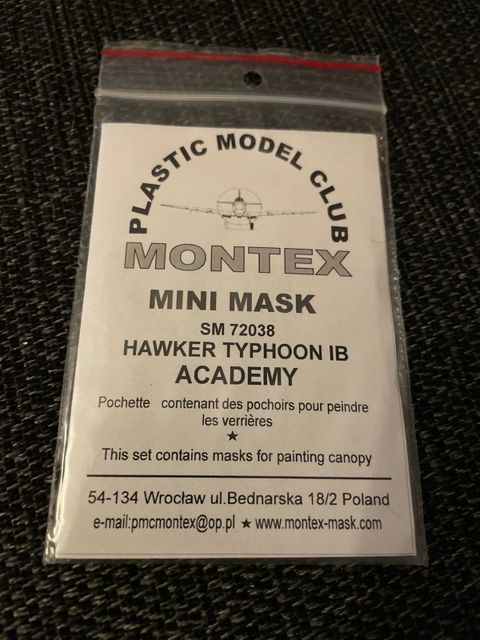 PLASTIC MODEL CLUB
MONTEX
MINI MASK
SM 72038
HAWKER TYPHOON IB
ACADEMY
Pochette contenant des pochoirs pour peindre
les verrières
★
This set contains masks for painting canopy
54-134 Wrocław ul.Bednarska 18/2 Poland
e-mail:pmcmontex@op.pl ★ www.montex-mask.com